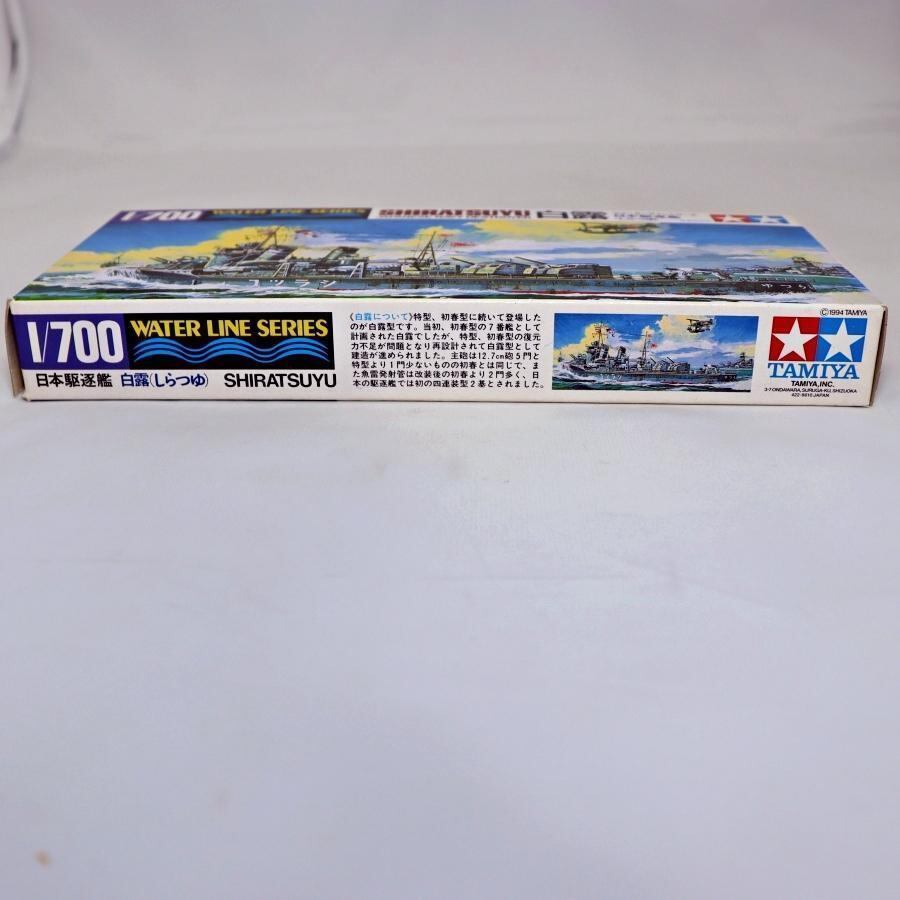 1/700 WATER LINE SERIES SHIRATSUYU 白露
シラツユ
1/700
WATER LINE SERIES
日本駆逐艦 白露(しらつゆ) SHIRATSUYU
《白露について》特型、初春型に続いて登場した
のが白露型です。当初、初春型の7番艦として
計画された白露でしたが、特型、初春型の復元
力不足が問題となり再設計されて白露型として
建造が進められました。主砲は12.7cm砲5門と
特型より1門少ないものの初春とは同じで、ま
た魚雷発射管は改装後の初春より2門多く、日
本の駆逐艦では初の四連装型2基とされました。
©1994 TAMIYA
TAMIYA
TAMIYA, INC.
3-7 ONDAWARA, SURUGA-KU, SHIZUOKA
422-8610 JAPAN